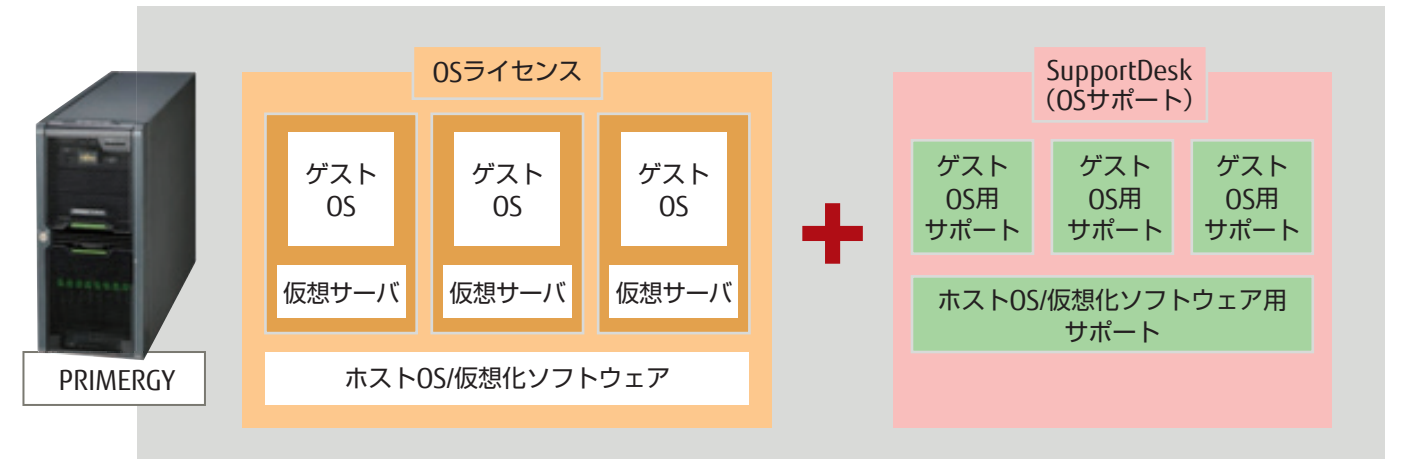 OSライセンス
ゲスト
OS
仮想サーバ
ゲスト
OS
仮想サーバ
ゲスト
OS
仮想サーバ
ホストOS/仮想化ソフトウェア
PRIMERGY
SupportDesk
（OSサポート）
ゲスト
OS用
サポート
ゲスト
OS用
サポート
ゲスト
OS用
サポート
ホストOS/仮想化ソフトウェア用
サポート